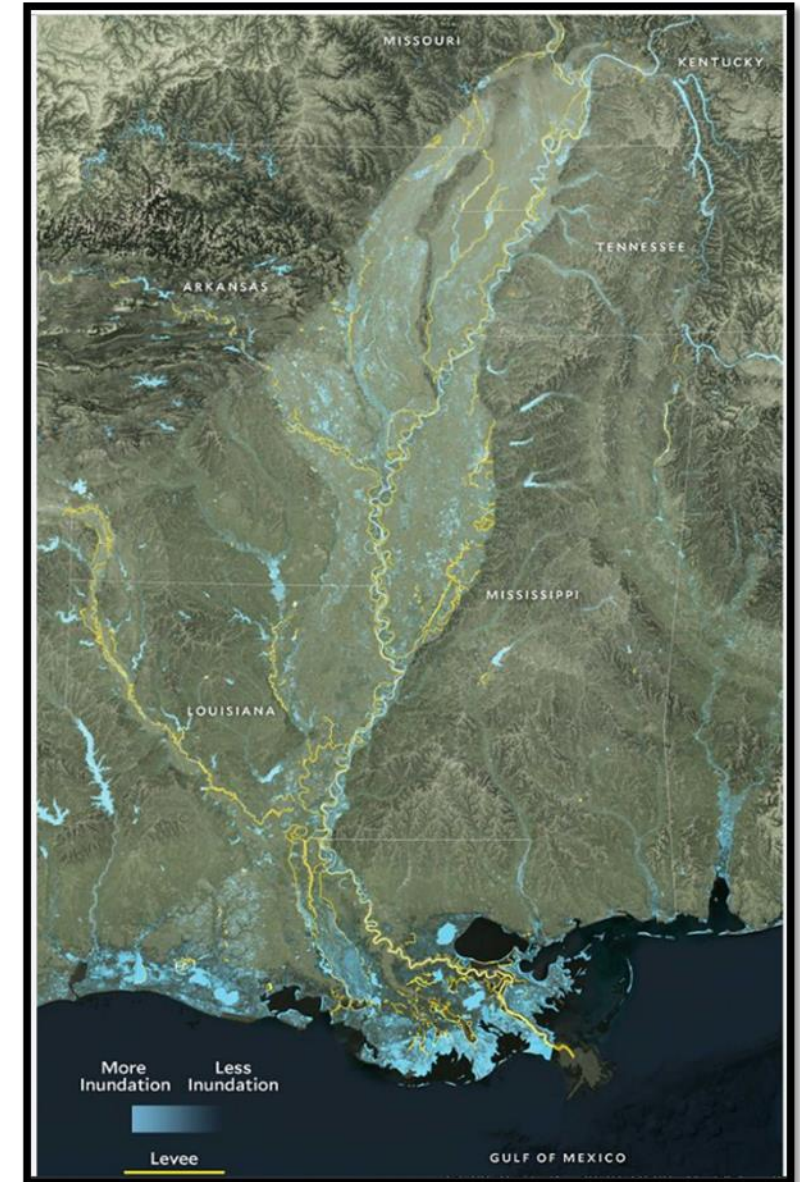 MISSOURI
KENTUCKY
TENNESSEE
ARKANSAS
MISSISSIPPI
LOUISIANA
More Inundation
Less Inundation
Levee
GULF OF MEXICO